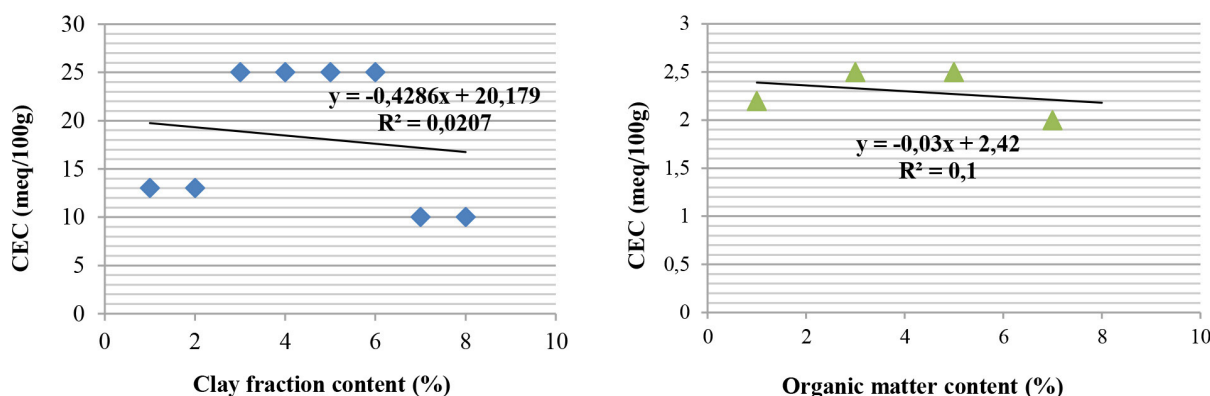 30
25
20
15
10
5
0
CEC (meq/100g)
y = -0,4286x + 20,179
R² = 0,0207
0 2 4 6 8 10
Clay fraction content (%)
3
2,5
2
1,5
1
0,5
0
CEC (meq/100g)
y = -0,03x + 2,42
R² = 0,1
0 2 4 6 8 10
Organic matter content (%)